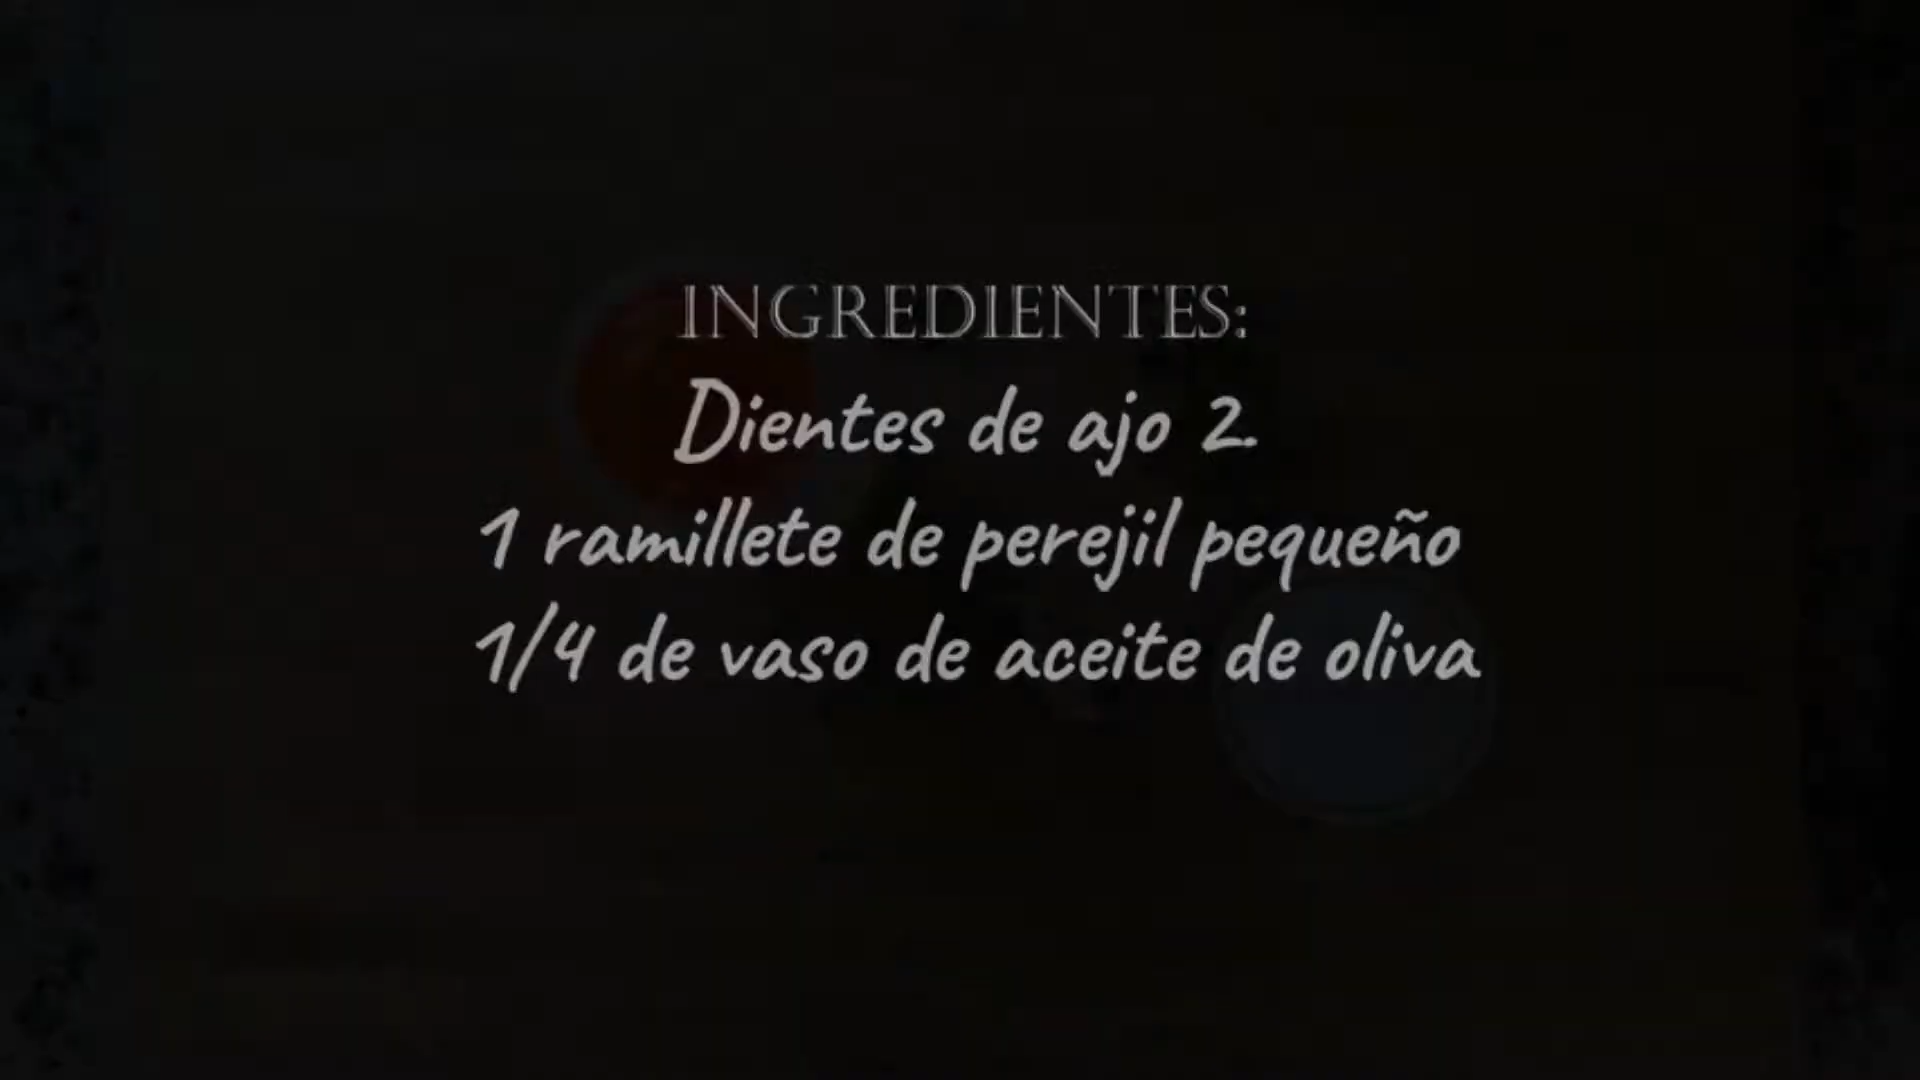 INGREDIENTES:
Dientes de ajo 2.
1 ramillete de perejil pequeño
1/4 de vaso de aceite de oliva